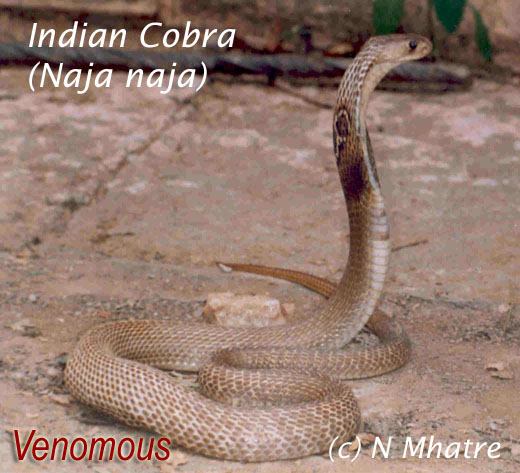 Indian Cobra
(Naja naja)
Venomous
(c) N Mhatre